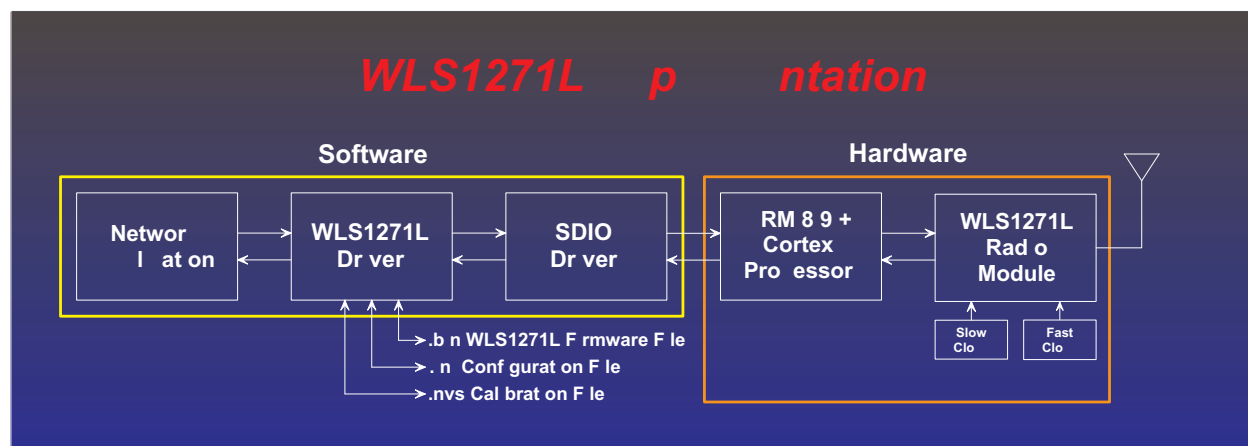 WLS1271L p ntation
Software
Hardware
Networ
l at on
WLS1271L
Dr ver
SDIO
Dr ver
RM 8 9 +
Cortex
Pro essor
WLS1271L
Rad o
Module
Slow
Clo
Fast
Clo
.b n WLS1271L F rmware F le
. n Conf gurat on F le
.nvs Cal brat on F le